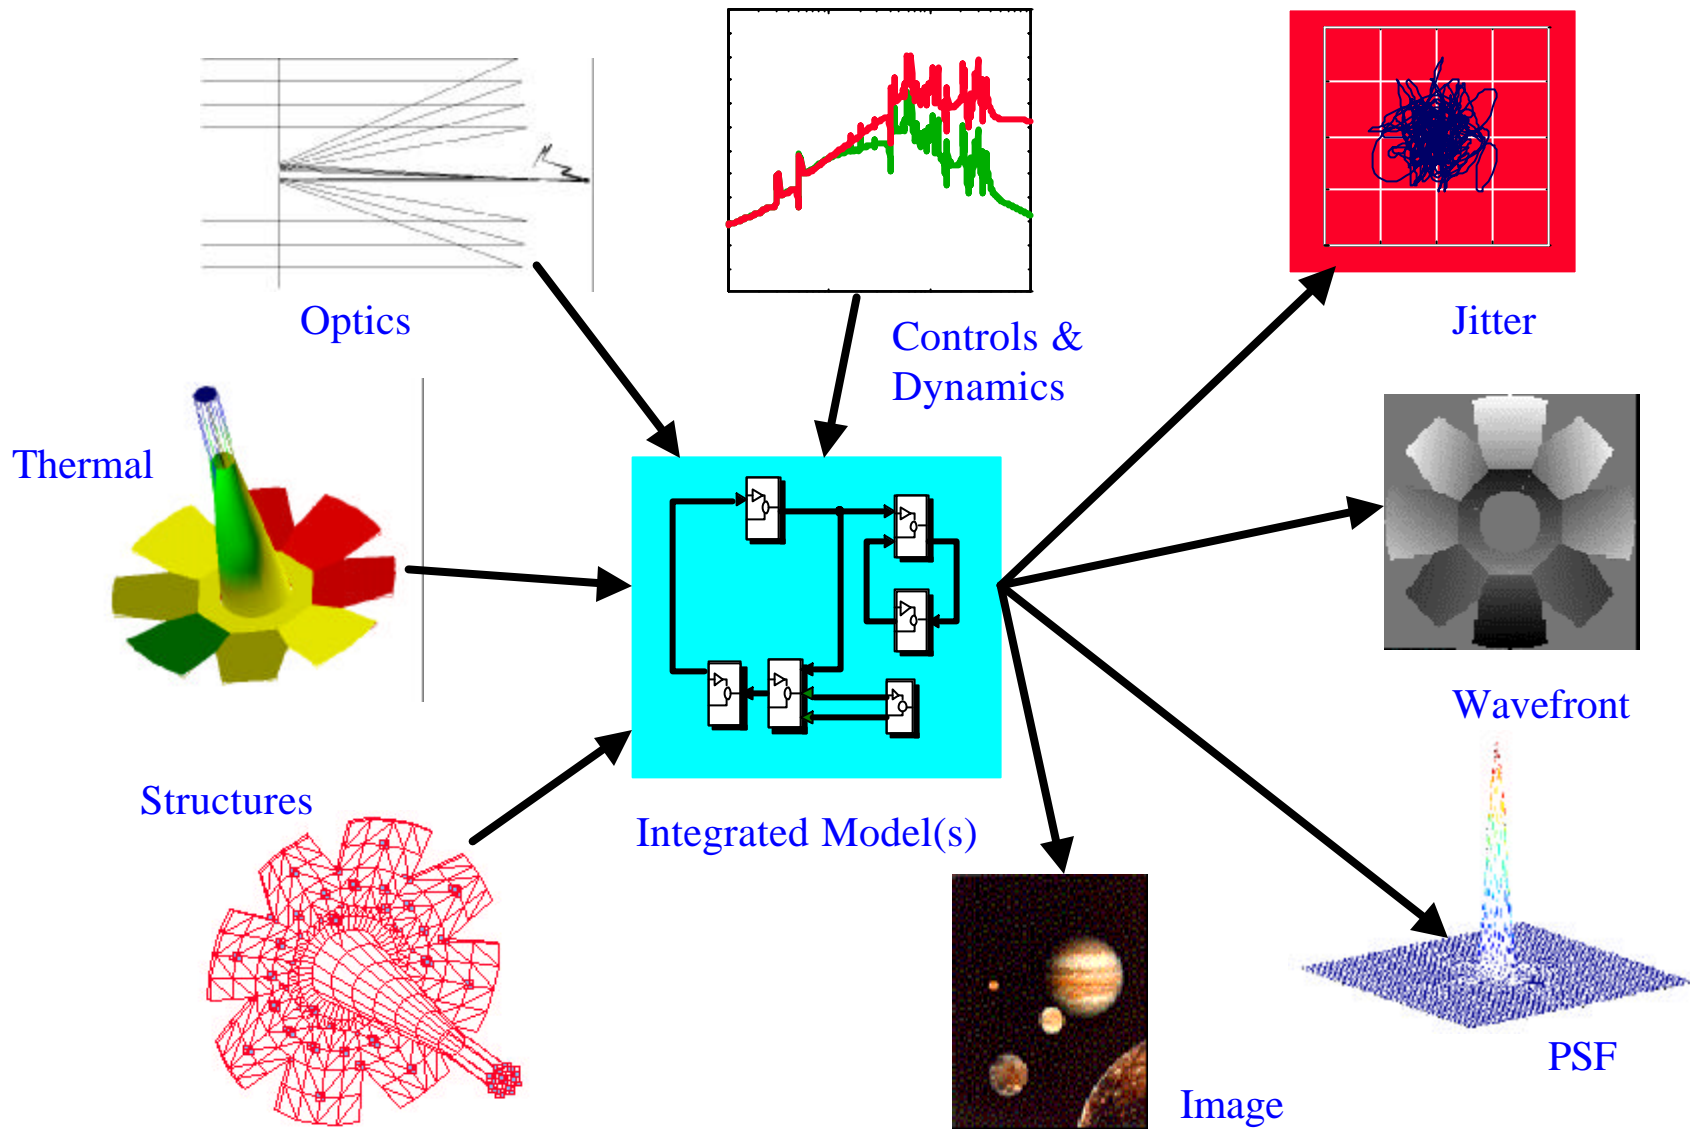 Optics
Controls &
Dynamics
Jitter
Thermal
Wavefront
Structures
Integrated Model(s)
PSF
Image